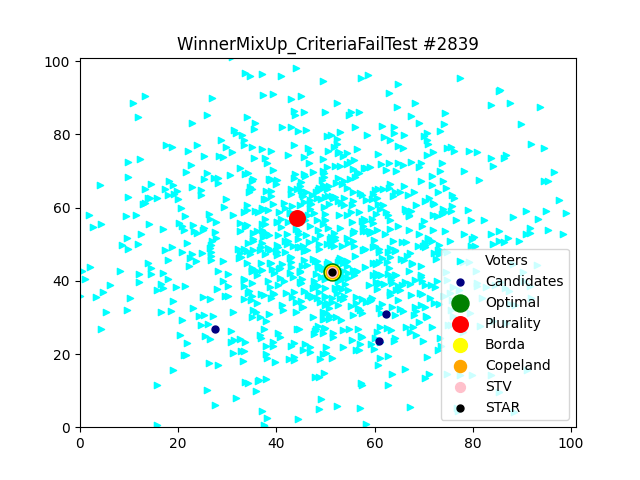 WinnerMixUp_CriteriaFailTest #2839
100
80
60
40
20
0
0
20
40
60
80
100
Voters
Candidates
Optimal
Plurality
Borda
Copeland
STV
STAR